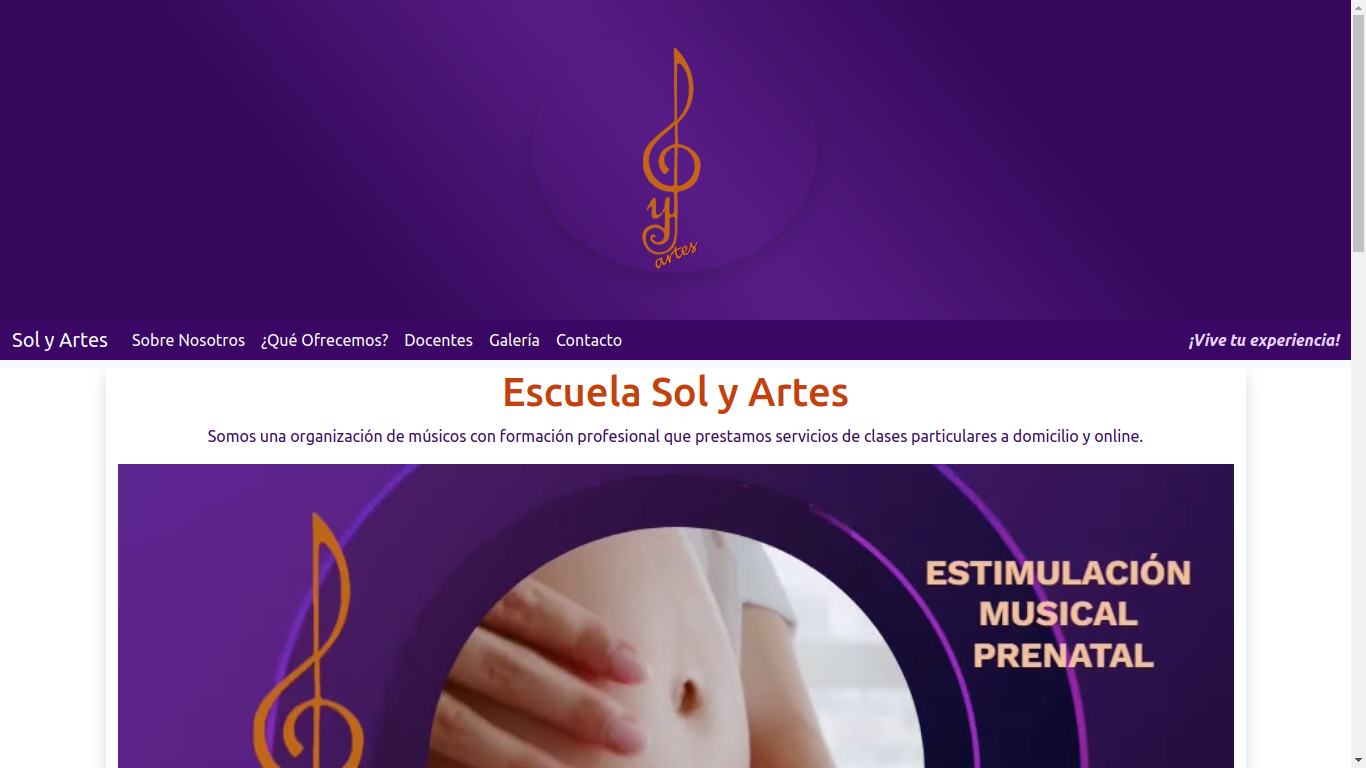 y
artes
Sol y Artes Sobre Nosotros ¿Qué Ofrecemos? Docentes Galería Contacto ¡Vive tu experiencia!
Escuela Sol y Artes
Somos una organización de músicos con formación profesional que prestamos servicios de clases particulares a domicilio y online.
ESTIMULACIÓN
MUSICAL
PRENATAL